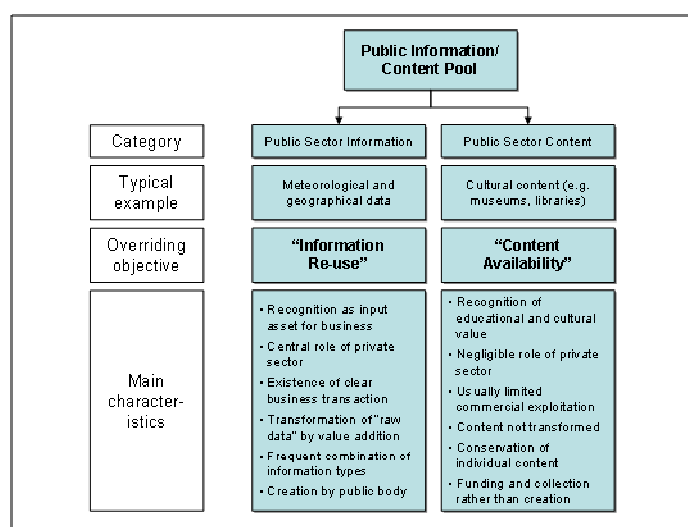 Public Information/
Content Pool
Category
Public Sector Information
Public Sector Content
Typical
example
Meteorological and
geographical data
Cultural content (e.g.
museums, libraries)
Overriding
objective
“Information
Re-use”
“Content
Availability”
Main
character-
istics
• Recognition as input
asset for business
• Central role of private
sector
• Existence of clear
business transaction
• Transformation of “raw
data” by value addition
• Frequent combination of
information types
• Creation by public body
• Recognition of
educational and cultural
value
• Negligible role of private
sector
• Usually limited
commercial exploitation
• Content not transformed
• Conservation of
individual content
• Funding and collection
rather than creation